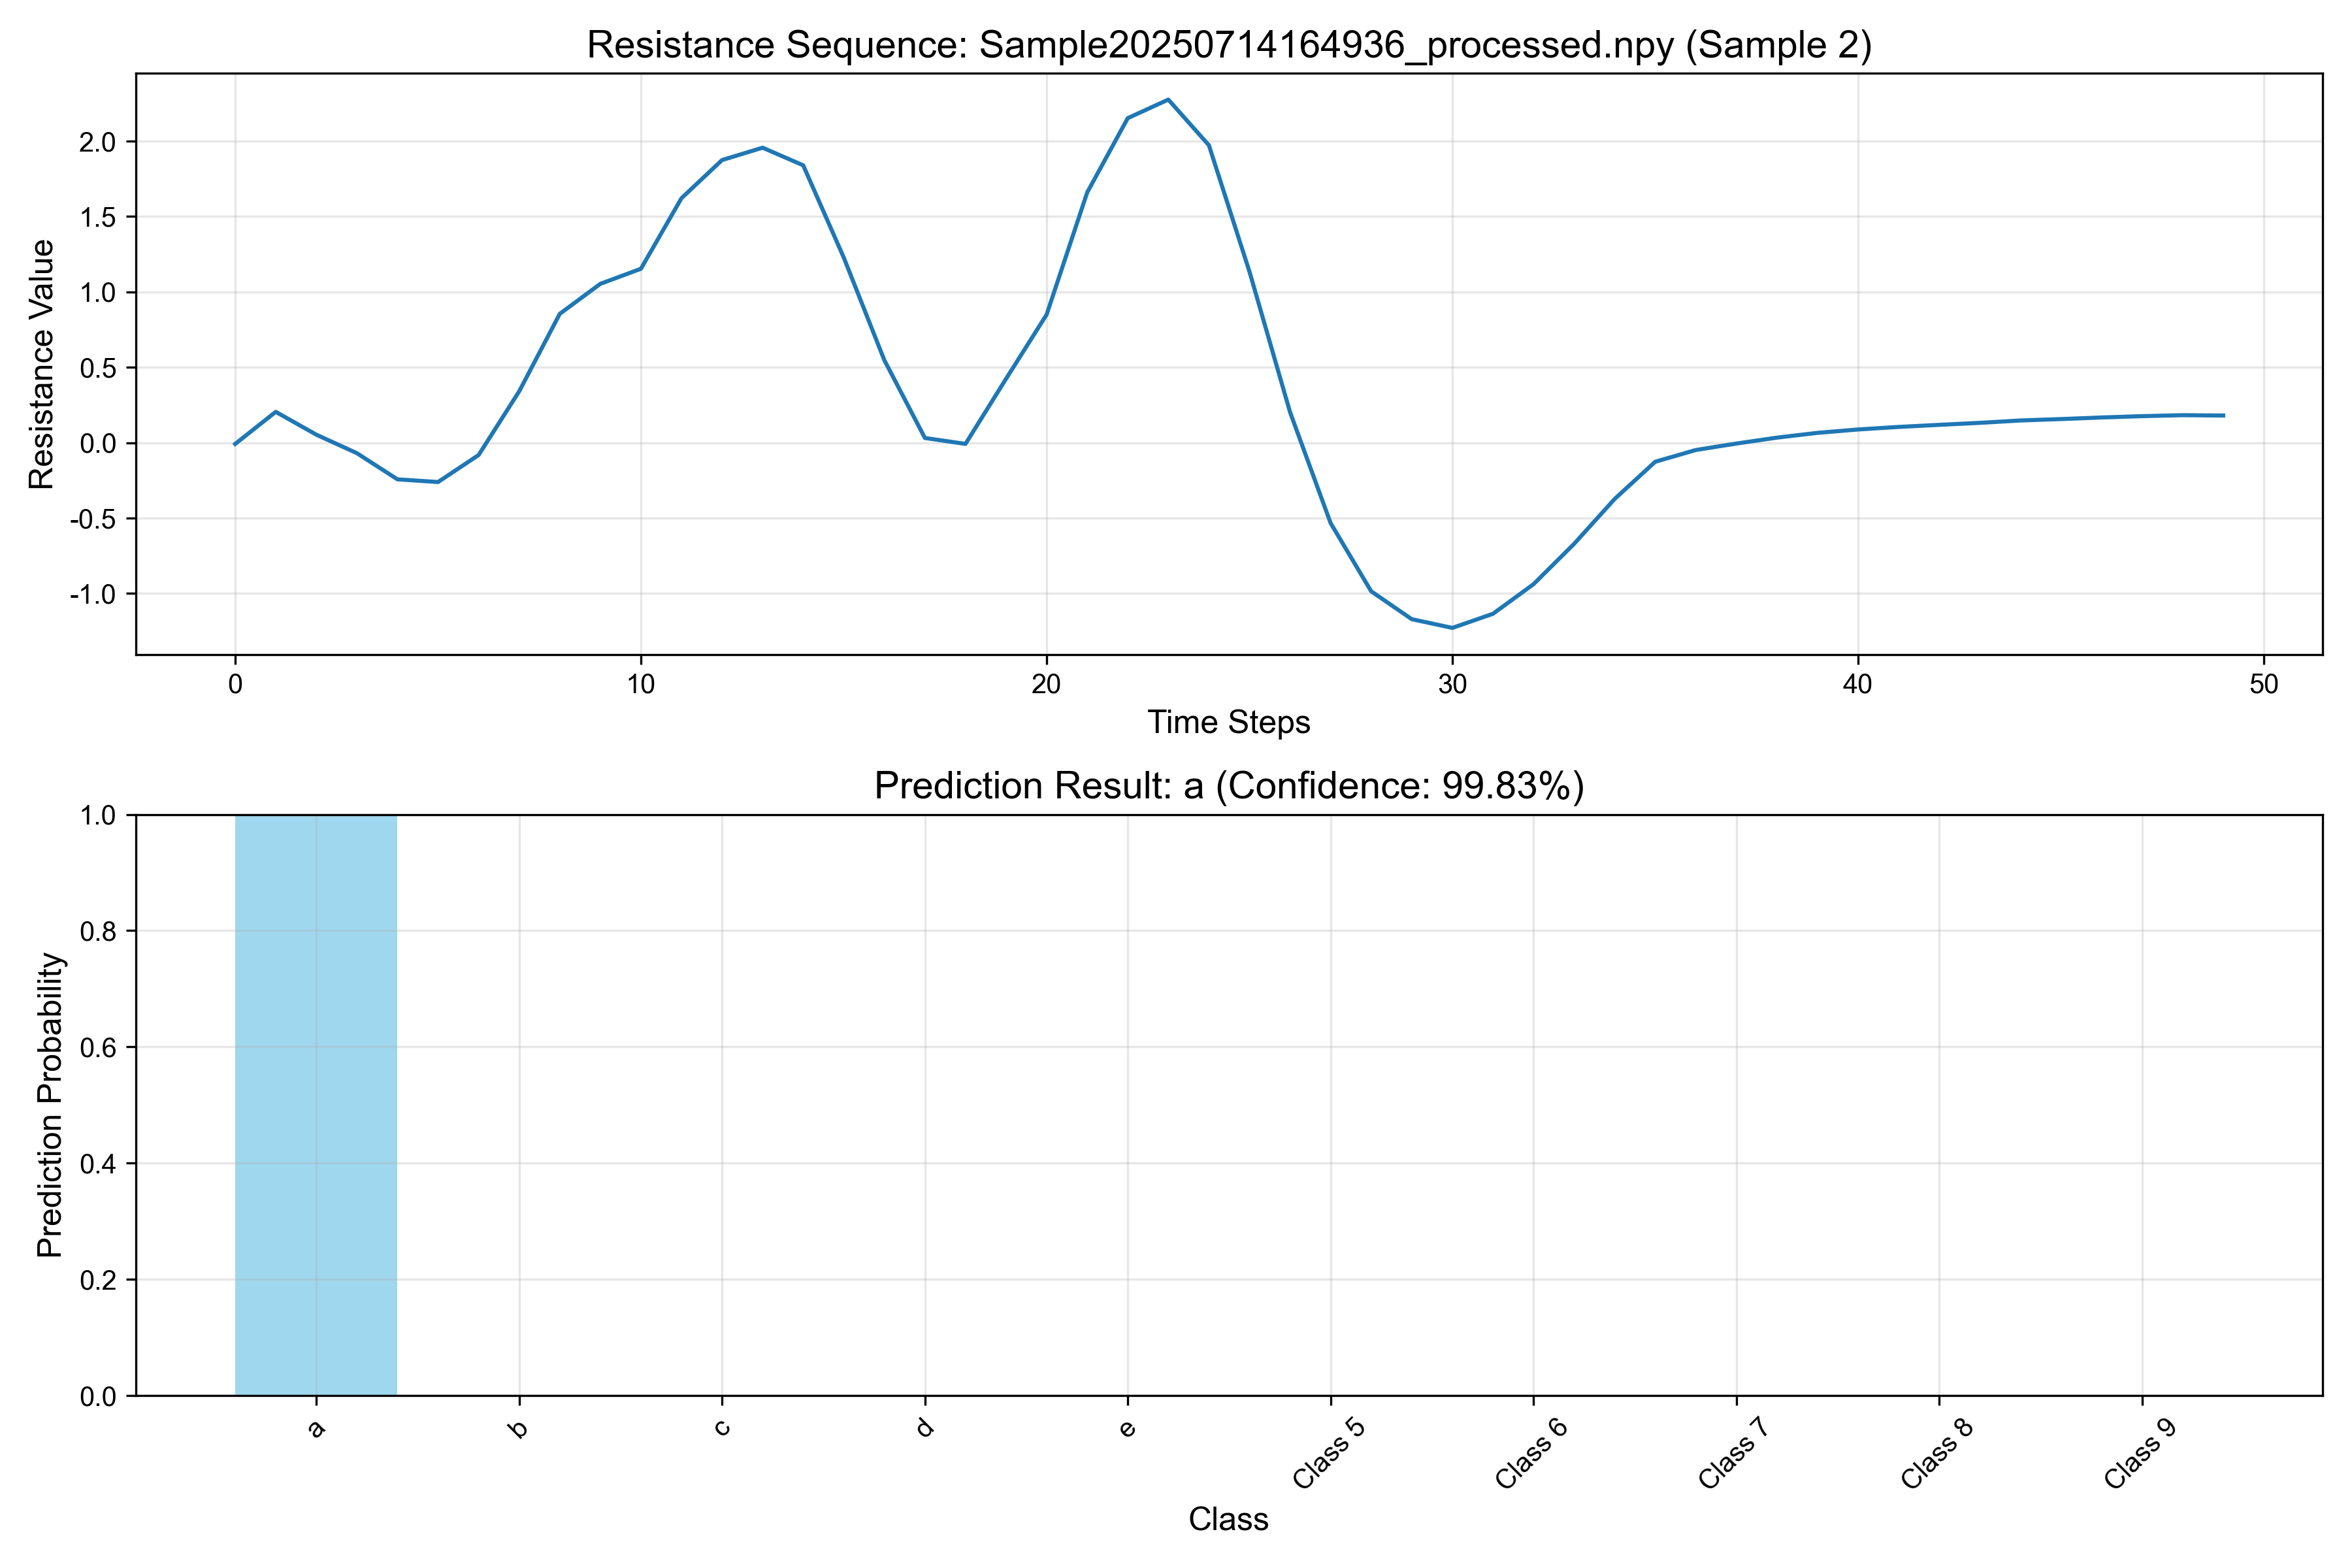 Resistance Sequence: Sample20250714164936_processed.npy (Sample 2)
Resistance Value
2.0
1.5
1.0
0.5
0.0
-0.5
-1.0
0 10 20 30 40 50
Time Steps
Prediction Result: a (Confidence: 99.83%)
Prediction Probability
1.0
0.8
0.6
0.4
0.2
0.0
a b c d e Class 5 Class 6 Class 7 Class 8 Class 9
Class